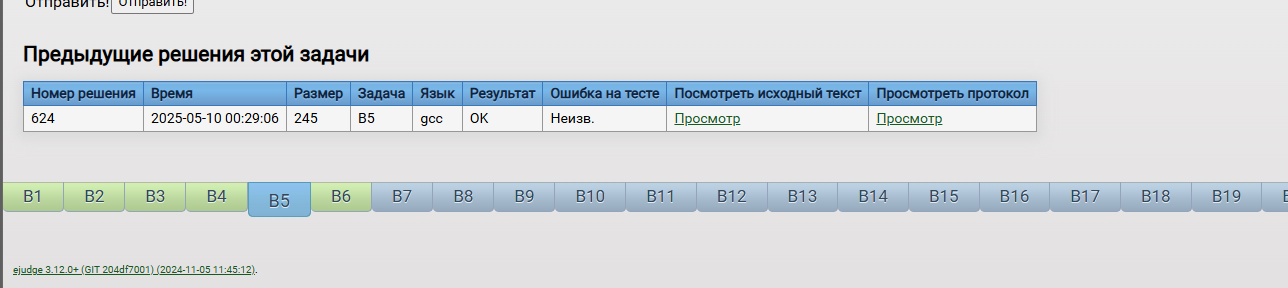 Отправить! Отправить!
Предыдущие решения этой задачи
Номер решения Время Размер Задача Язык Результат Ошибка на тесте Посмотреть исходный текст Просмотреть протокол
624 2025-05-10 00:29:06 245 B5 gcc OK Неизв. Просмотр Просмотр
B1 B2 B3 B4 B5 B6 B7 B8 B9 B10 B11 B12 B13 B14 B15 B16 B17 B18 B19
ejudge 3.12.0+ (GIT 204df7001) (2024-11-05 11:45:12).